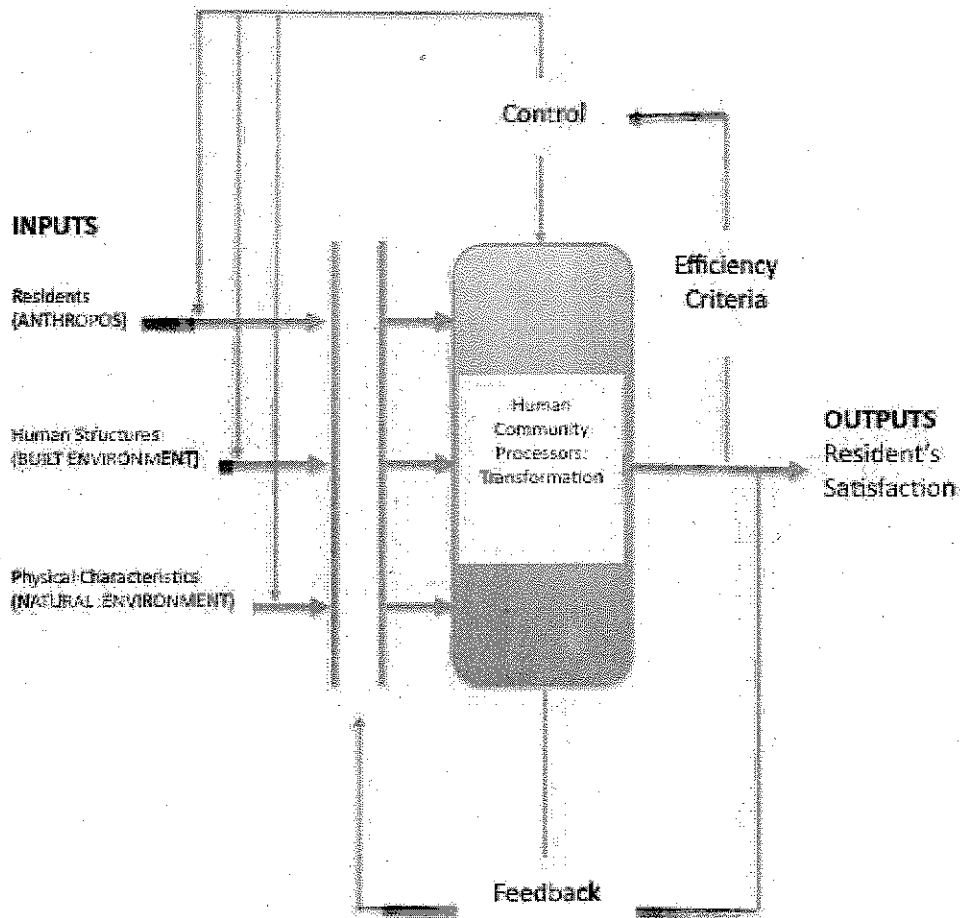 Control
INPUTS
Efficiency
Criteria
Residents
(ANTHROPOS)
Human
Community
Processors:
Transformation
Human Structures
(BUILT ENVIRONMENT)
OUTPUTS
Resident's
Satisfaction
Physical Characteristics
(NATURAL ENVIRONMENT)
Feedback